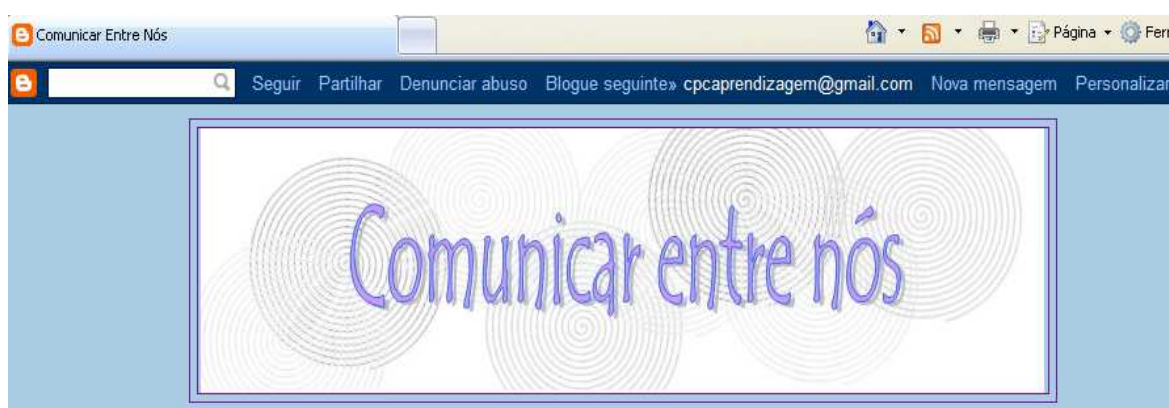 Comunicar Entre Nós
Página Ferr
Seguir Partilhar Denunciar abuso Blogue seguinte» cpcaprendizagem@gmail.com Nova mensagem Personalizar
Comunicar entre nós